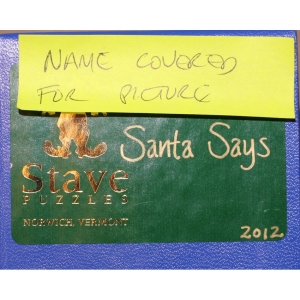 NAME COVERED
FOR PICTURE
Santa Says
Stave
PUZZLES
NORWICH, VERMONT
2012